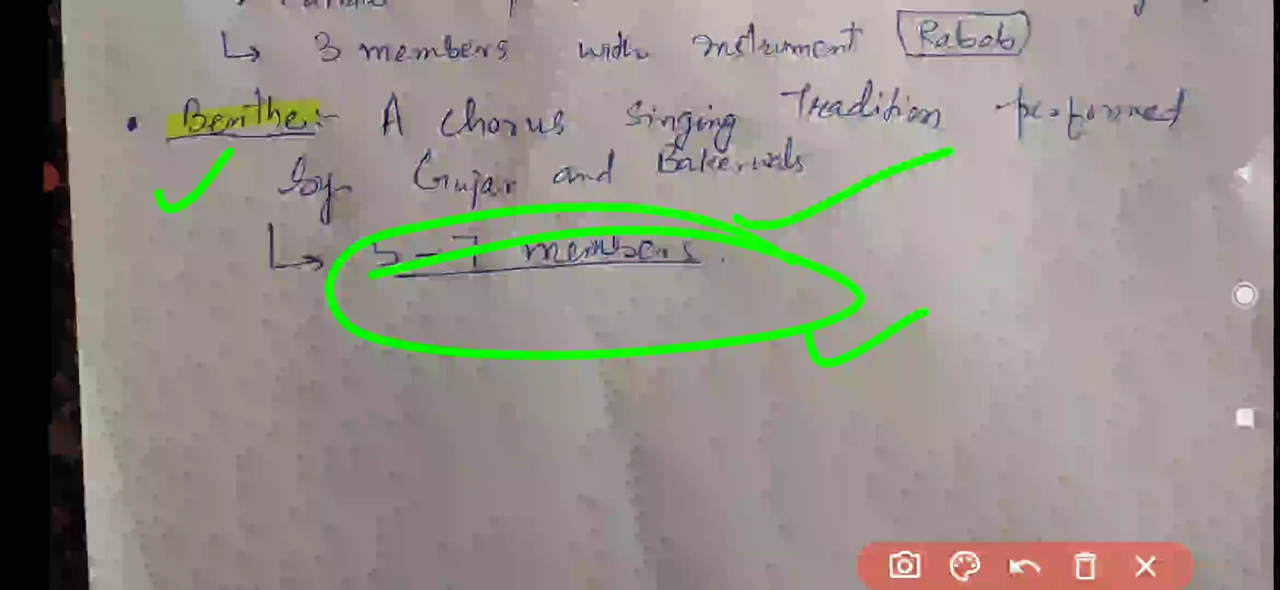 ↳ 3 members with instrument Rabab
• Benthe:- A chorus singing Tradition performed
by Gujar and Bakerwals
↳ 5-7 members.